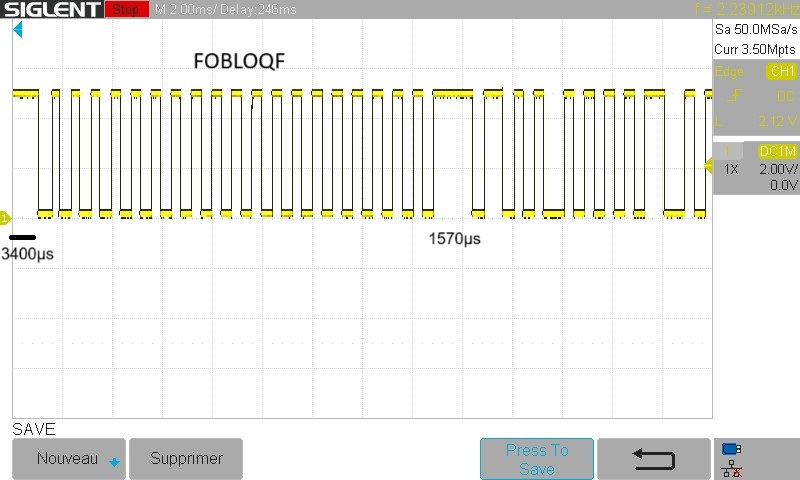 SIGLENT Stop M 2.00ms/ Delay:246ms f = 2.23912kHz
Sa 50.0MSa/s
Curr 3.50Mpts
FOBLOQF
Edge CH1
DC
L 2.12 V
1 DC1M
1X 2.00V/
0.0V
1
3400µs
1570µs
SAVE
Nouveau
Supprimer
Press To
Save